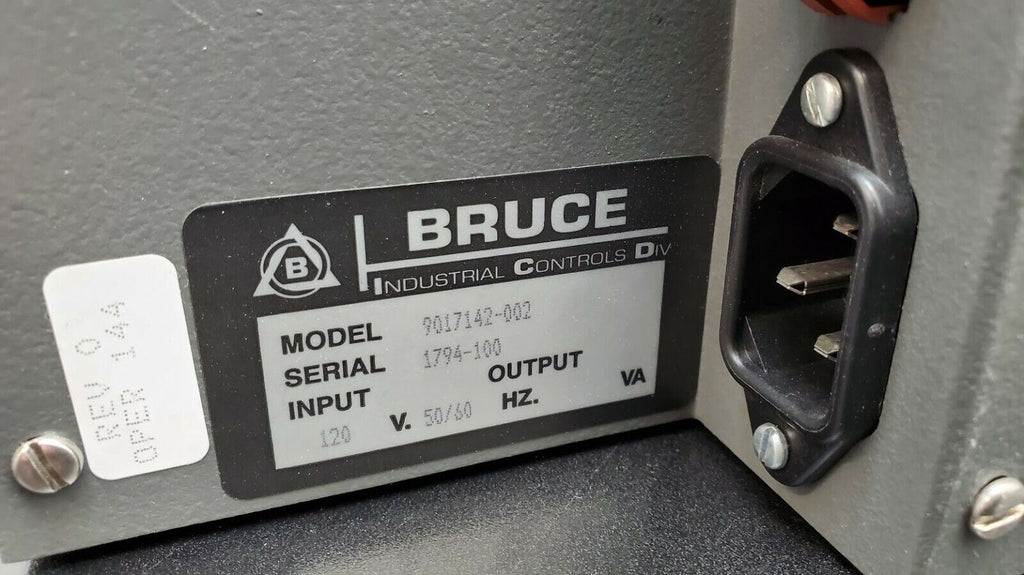 B
BRUCE
INDUSTRIAL CONTROLS DIV
MODEL 9017142-002
SERIAL 1794-100
INPUT OUTPUT
120 V. 50/60 HZ. VA
REV 0
OPER 144